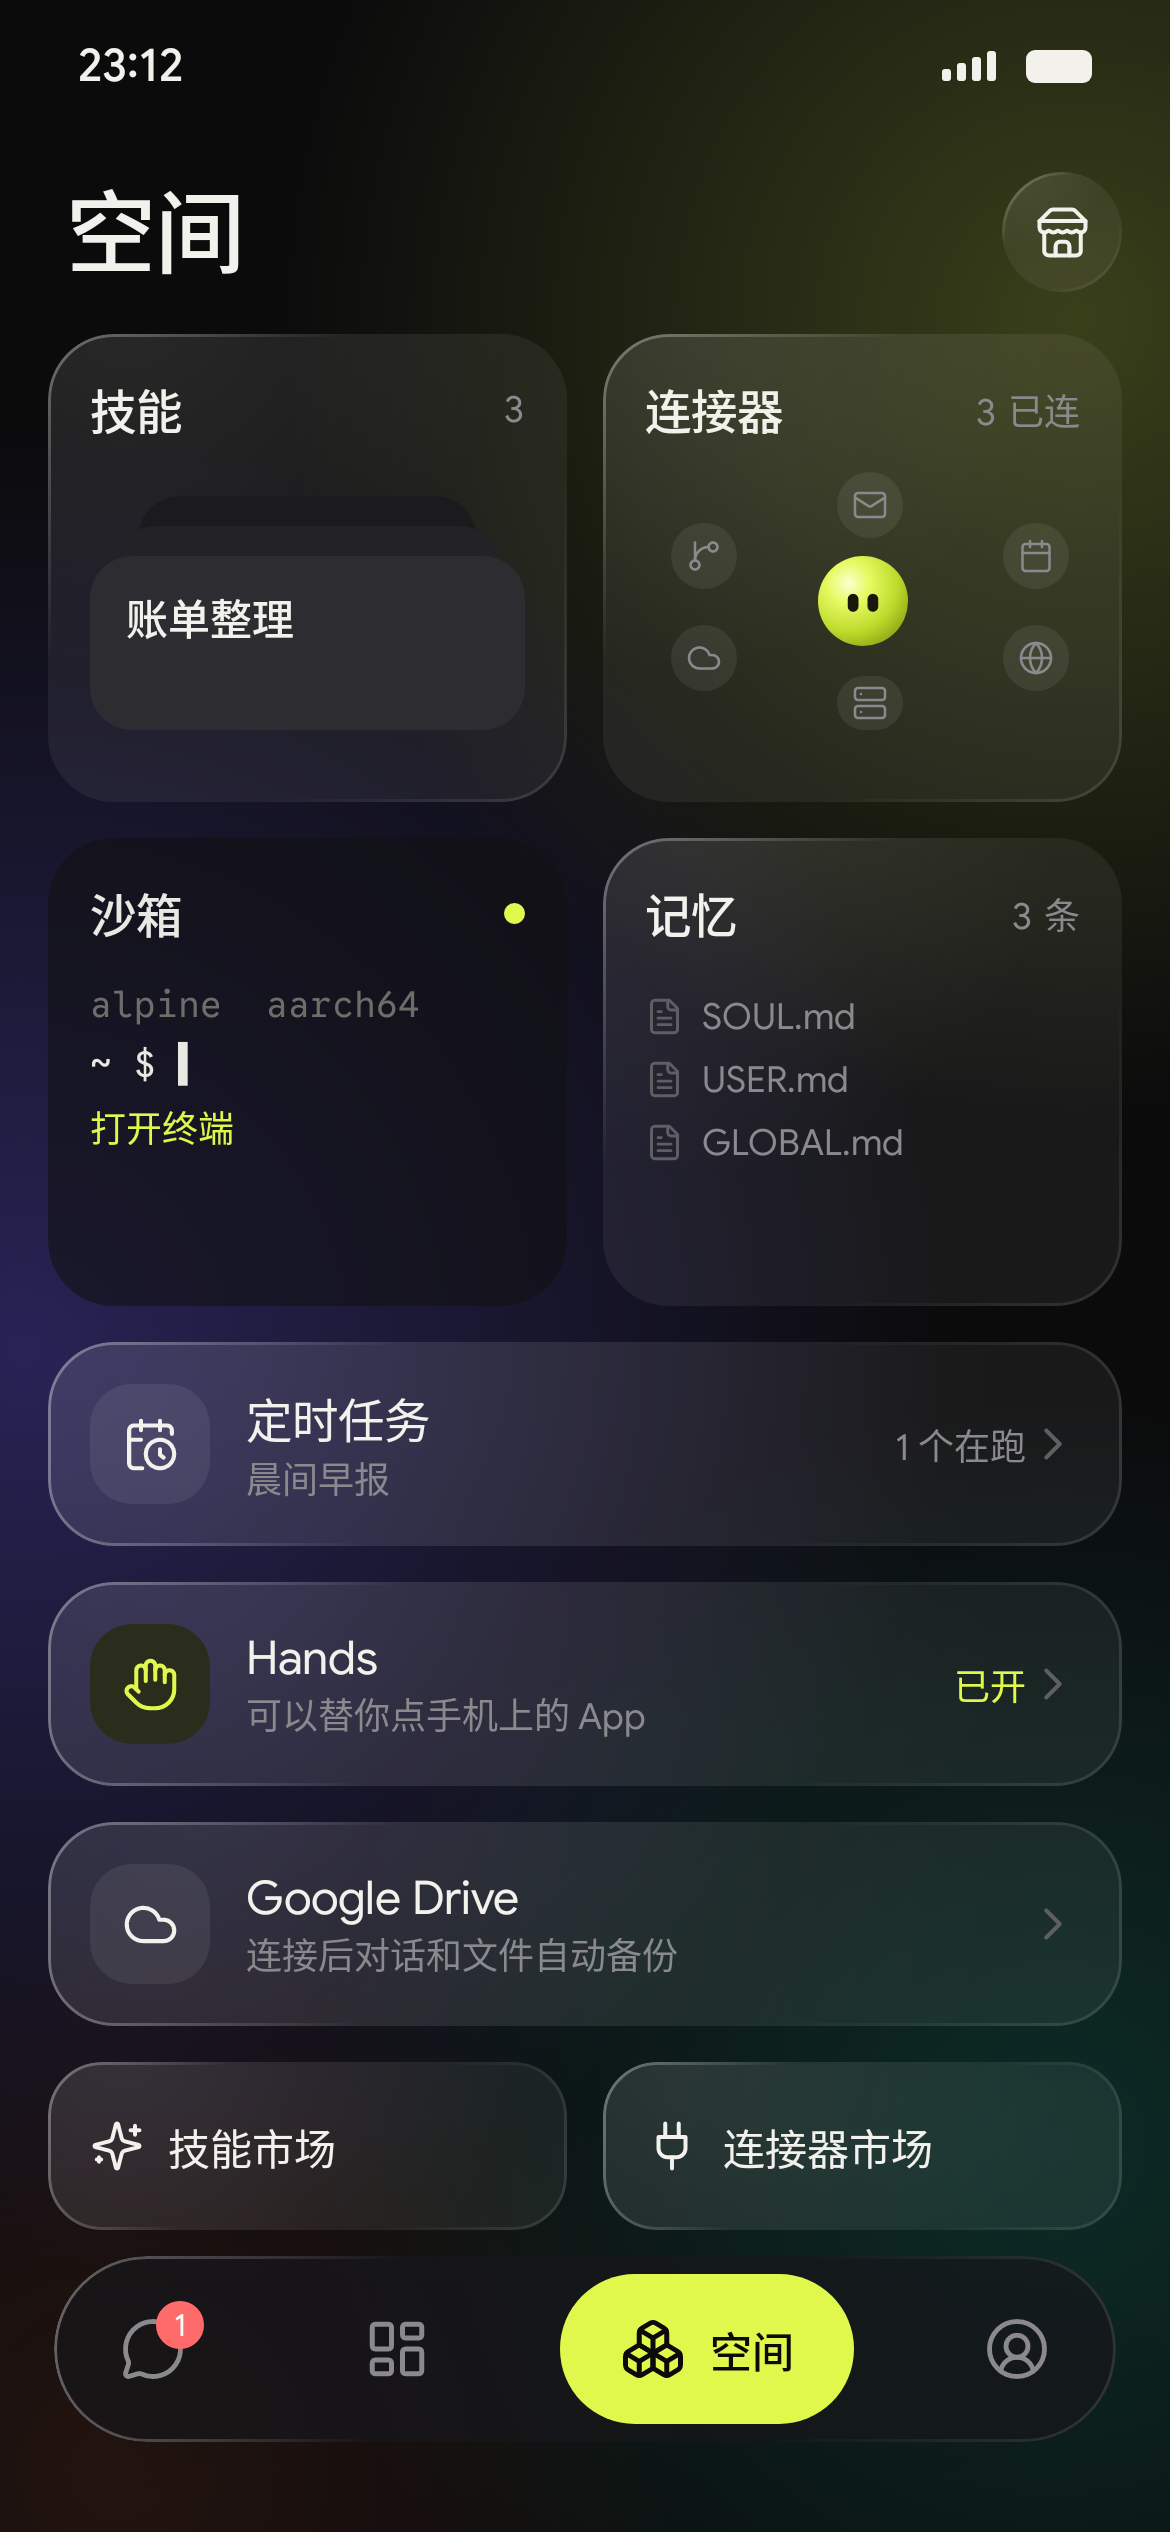 23:12
空间
技能
3
账单整理
连接器
3 已连
沙箱
alpine aarch64
~ $
打开终端
记忆
3 条
SOUL.md
USER.md
GLOBAL.md
定时任务
晨间早报
1 个在跑
Hands
可以替你点手机上的 App
已开
Google Drive
连接后对话和文件自动备份
技能市场
连接器市场
1
空间